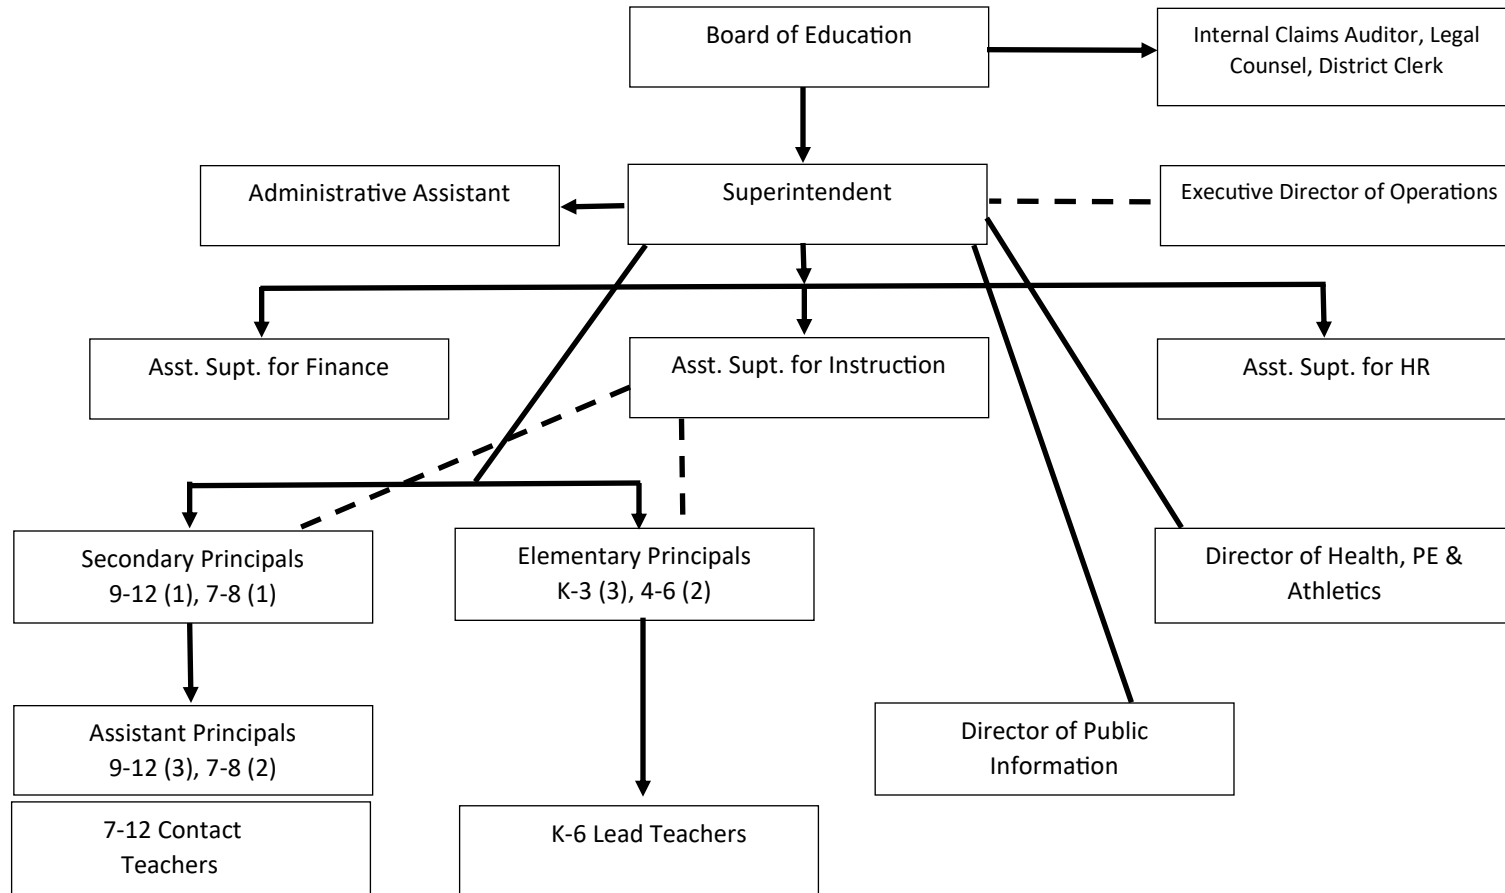 Board of Education
Internal Claims Auditor, Legal
Counsel, District Clerk
Administrative Assistant
Superintendent
Executive Director of Operations
Asst. Supt. for Finance
Asst. Supt. for Instruction
Asst. Supt. for HR
Secondary Principals
9-12 (1), 7-8 (1)
Elementary Principals
K-3 (3), 4-6 (2)
Director of Health, PE &
Athletics
Assistant Principals
9-12 (3), 7-8 (2)
Director of Public
Information
7-12 Contact
Teachers
K-6 Lead Teachers